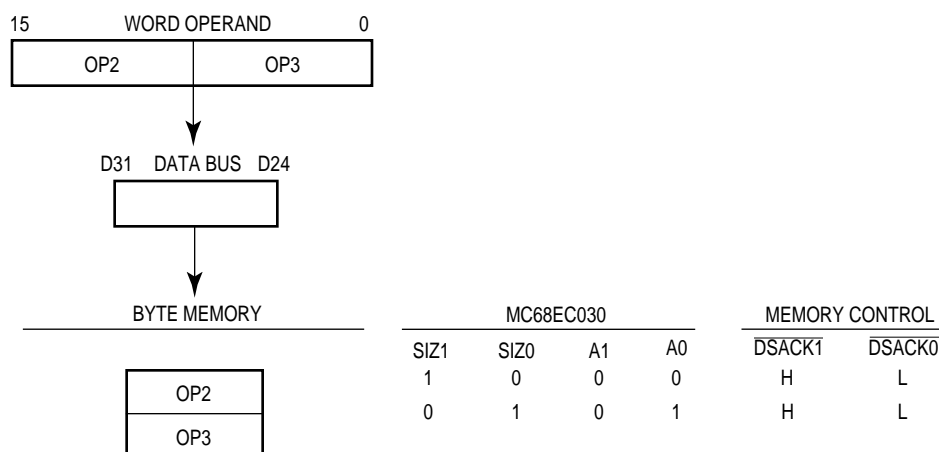 15 WORD OPERAND 0
OP2 OP3
D31 DATA BUS D24
BYTE MEMORY MC68EC030 MEMORY CONTROL
SIZ1 SIZ0 A1 A0 DSACK1 DSACK0
OP2 1 0 0 0 H L
OP3 0 1 0 1 H L